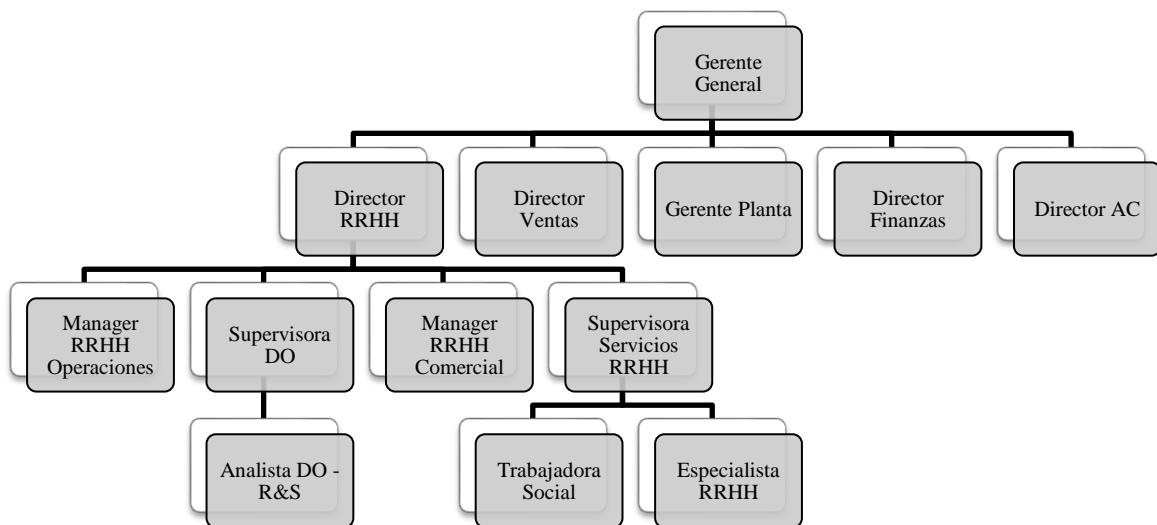 Gerente
General
Director
RRHH
Director
Ventas
Gerente Planta
Director
Finanzas
Director AC
Manager
RRHH
Operaciones
Supervisora
DO
Manager
RRHH
Comercial
Supervisora
Servicios
RRHH
Analista DO -
R&S
Trabajadora
Social
Especialista
RRHH